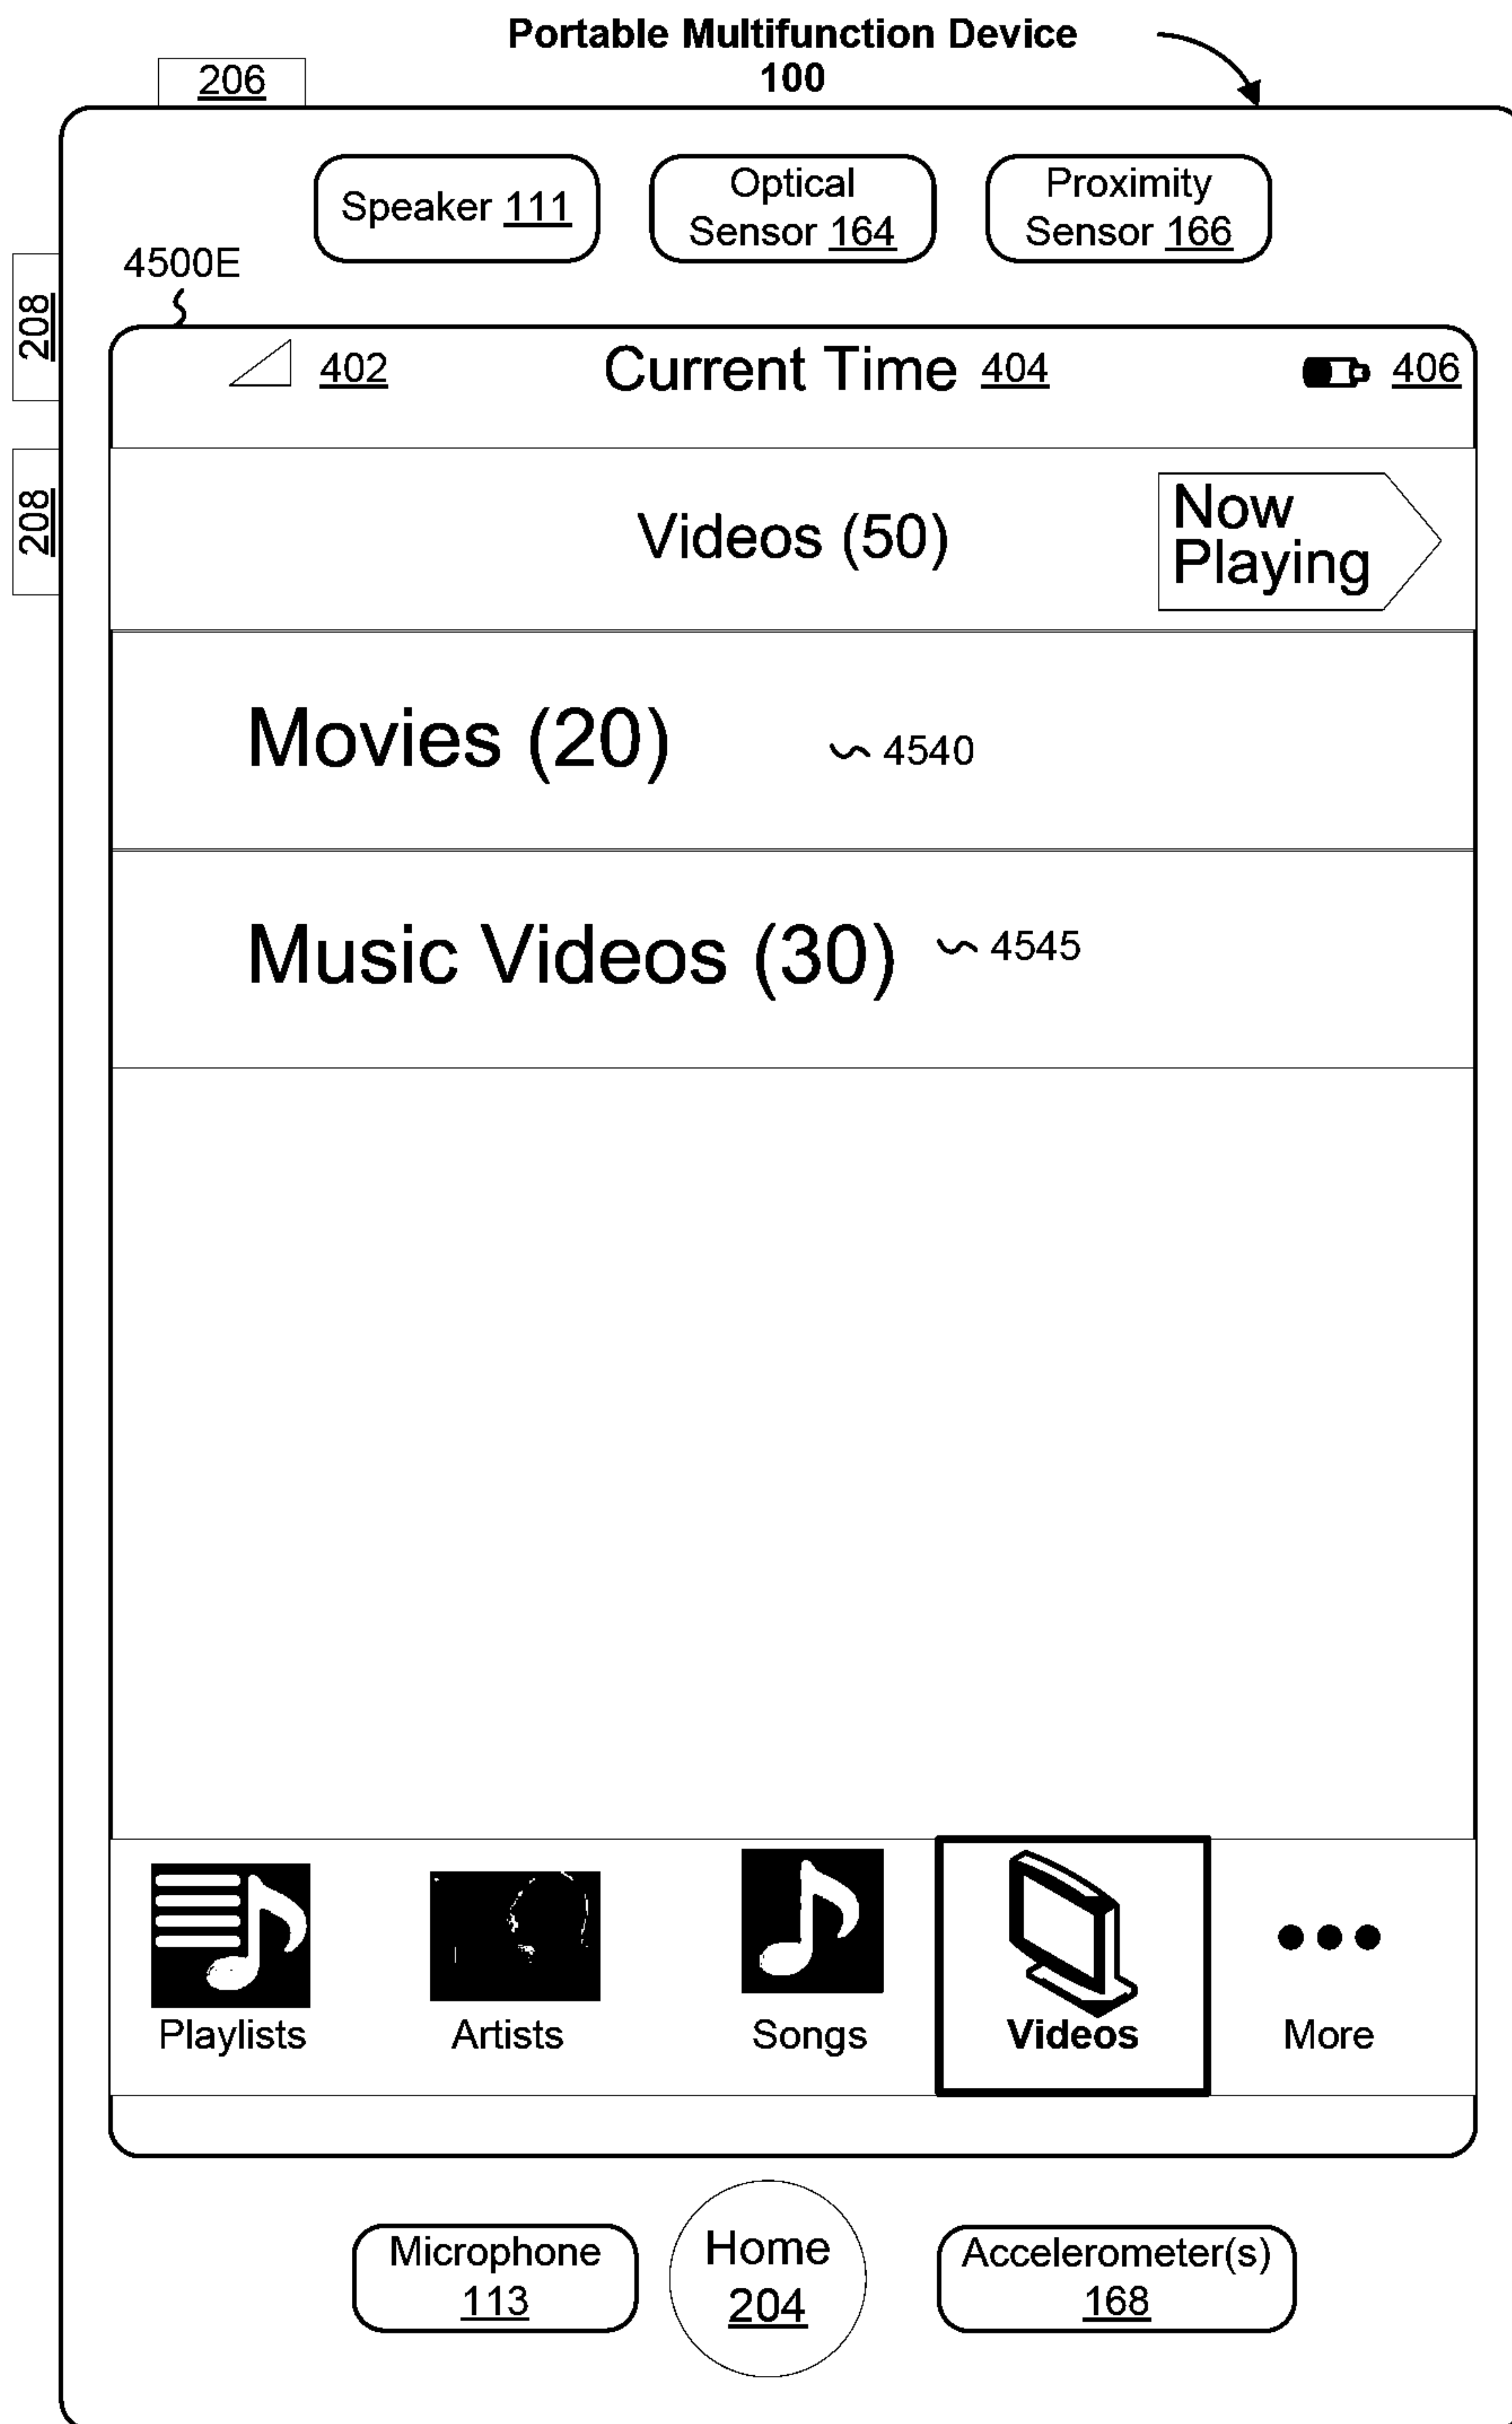 Portable Multifunction Device
100
206
Speaker 111
Optical
Sensor 164
Proximity
Sensor 166
4500E
208
208
402
Current Time 404
406
Videos (50)
Now
Playing
Movies (20)
4540
Music Videos (30)
4545
Playlists
Artists
Songs
Videos
More
Microphone
113
Home
204
Accelerometer(s)
168